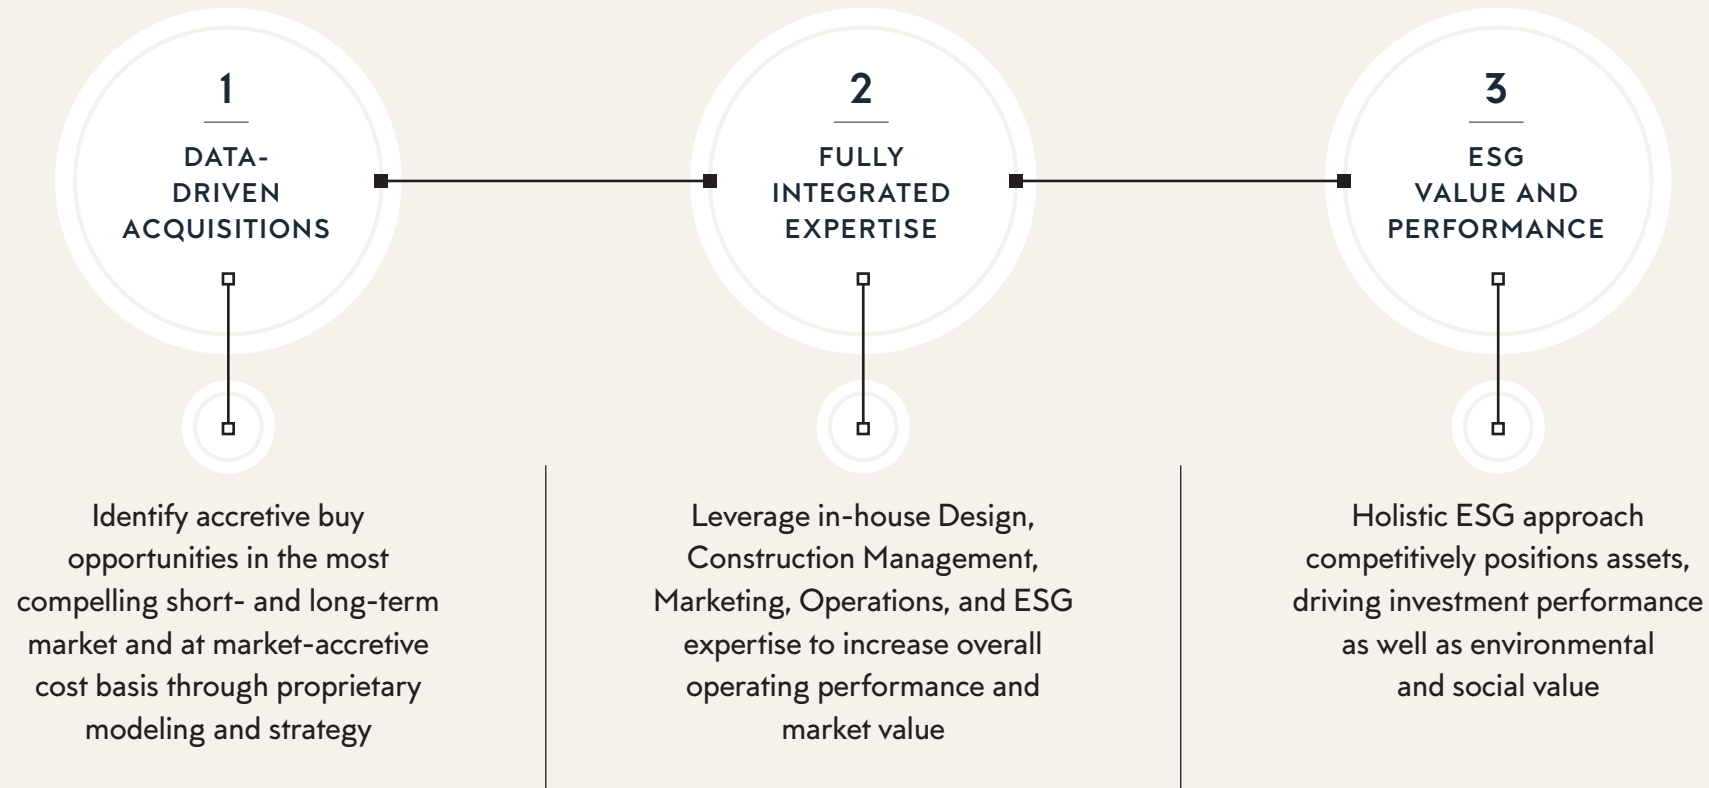 1
DATA-
DRIVEN
ACQUISITIONS
Identify accretive buy
opportunities in the most
compelling short- and long-term
market and at market-accretive
cost basis through proprietary
modeling and strategy
2
FULLY
INTEGRATED
EXPERTISE
Leverage in-house Design,
Construction Management,
Marketing, Operations, and ESG
expertise to increase overall
operating performance and
market value
3
ESG
VALUE AND
PERFORMANCE
Holistic ESG approach
competitively positions assets,
driving investment performance
as well as environmental
and social value